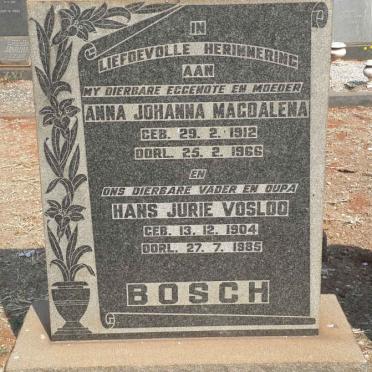 IN
LIEFDEVOLLE HERINNERING
AAN
MY DIERBARE EGGENOTE EN MOEDER
ANNA JOHANNA MAGDALENA
GEB. 29. 2. 1912
OORL. 25. 2. 1966
EN
ONS DIERBARE VADER EN OUPA
HANS JURIE VOSLOO
GEB. 13. 12. 1904
OORL. 27. 7. 1985
BOSCH